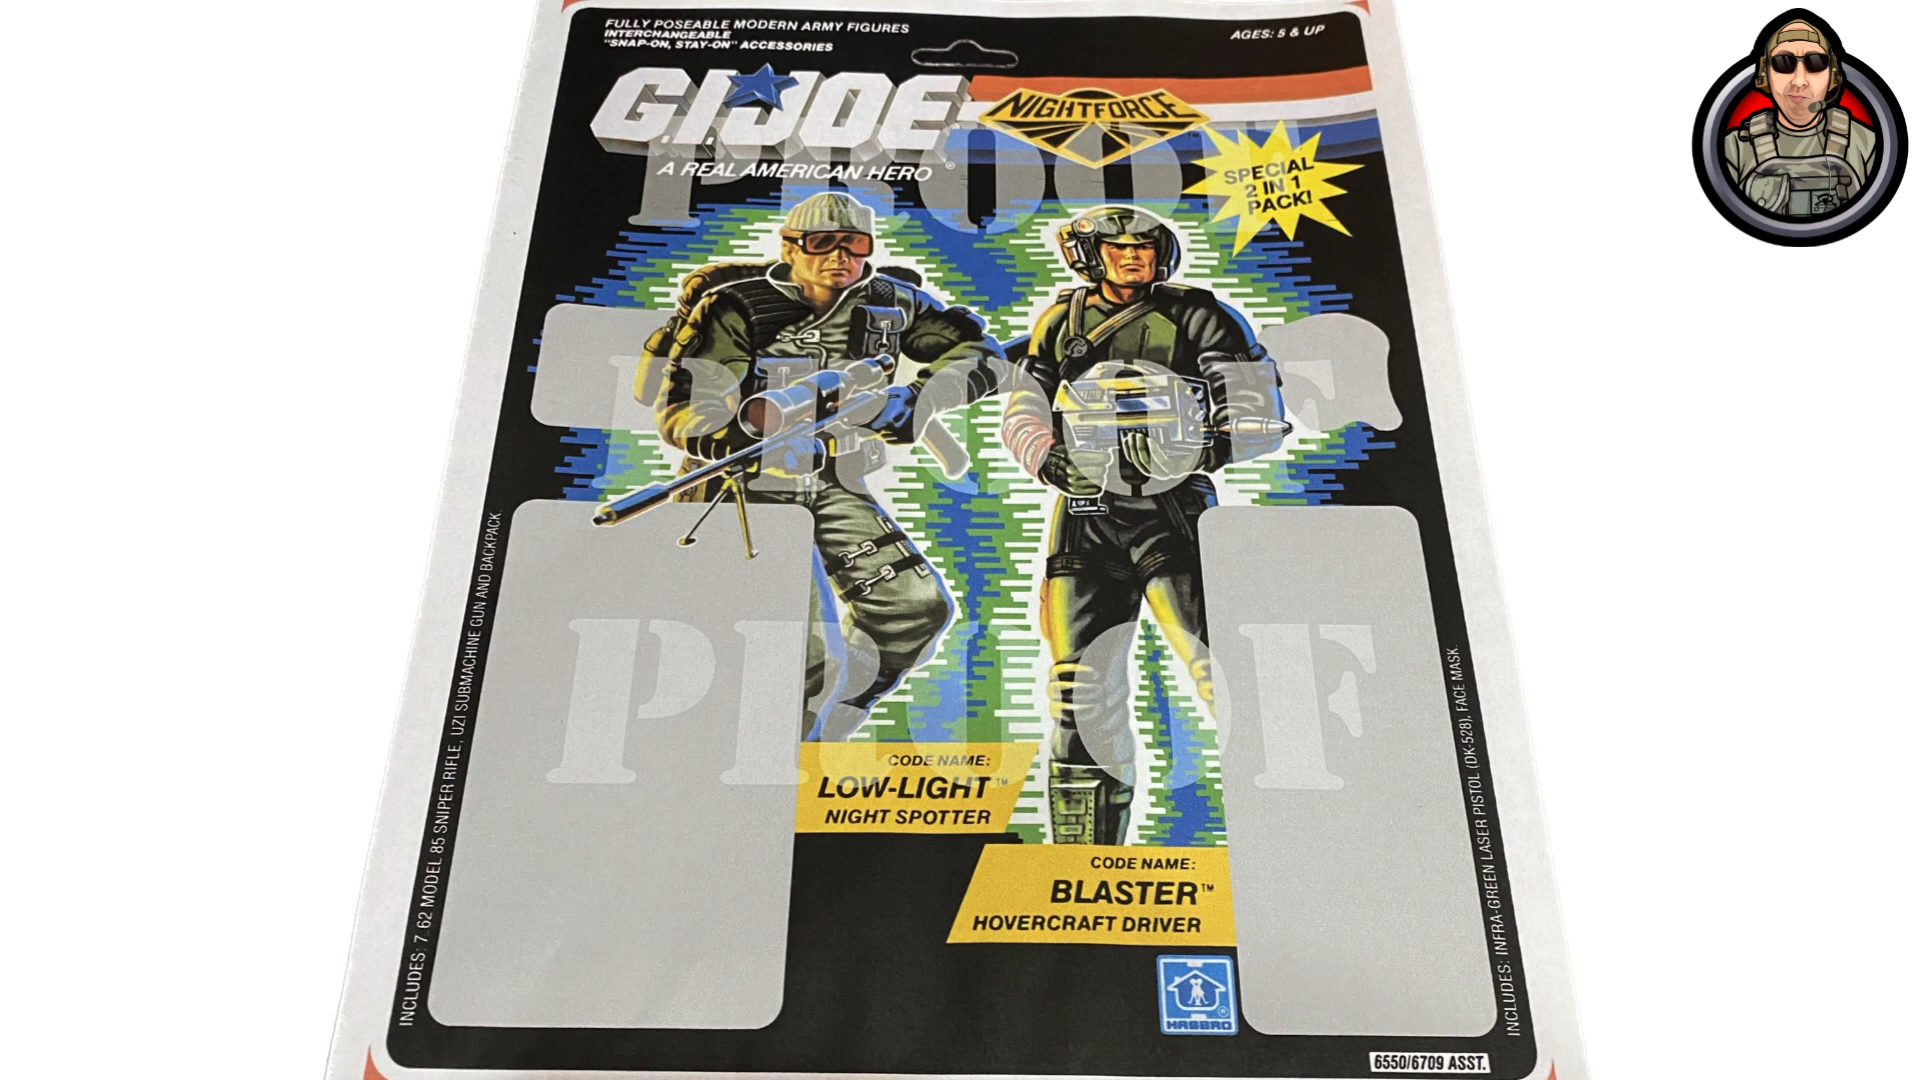 FULLY POSEABLE MODERN ARMY FIGURES
INTERCHANGEABLE
"SNAP-ON, STAY-ON" ACCESSORIES
AGES: 5 & UP
G.I. JOE
A REAL AMERICAN HERO ®
NIGHTFORCE ™
SPECIAL
2 IN 1
PACK!
PROOF
PROOF
PROOF
CODE NAME:
LOW-LIGHT™
NIGHT SPOTTER
CODE NAME:
BLASTER™
HOVERCRAFT DRIVER
INCLUDES: 7.62 MODEL 85 SNIPER RIFLE, UZI SUBMACHINE GUN AND BACKPACK.
INCLUDES: INFRA-GREEN LASER PISTOL (DK-528), FACE MASK
HASBRO ®
6550/6709 ASST.